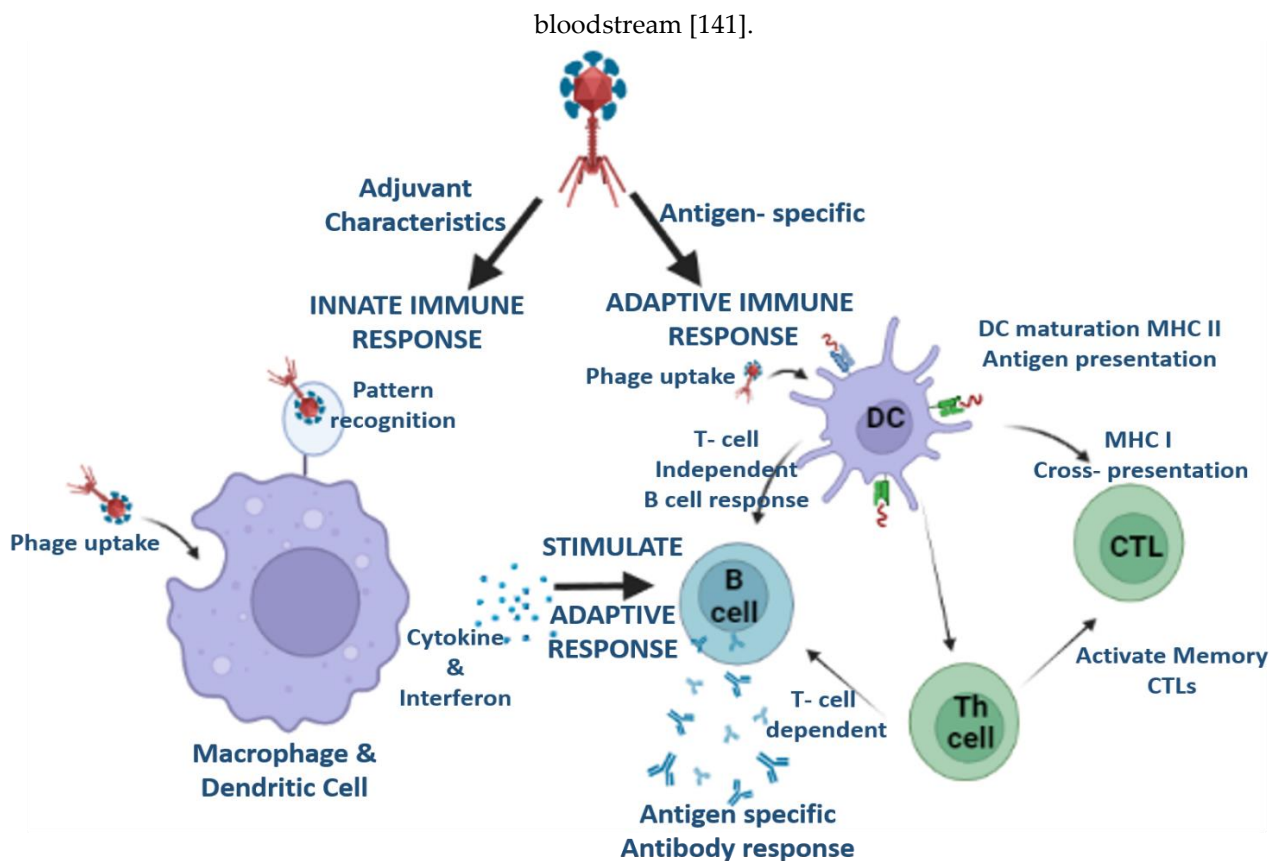 bloodstream [141].
Adjuvant
Characteristics
Antigen- specific
INNATE IMMUNE
RESPONSE
ADAPTIVE IMMUNE
RESPONSE
Pattern
recognition
Phage uptake
Phage uptake
DC
DC maturation MHC II
Antigen presentation
MHC I
Cross- presentation
T- cell
Independent
B cell response
CTL
STIMULATE
ADAPTIVE
RESPONSE
B
cell
Cytokine
&
Interferon
Macrophage &
Dendritic Cell
T- cell
dependent
Th
cell
Activate Memory
CTLs
Antigen specific
Antibody response